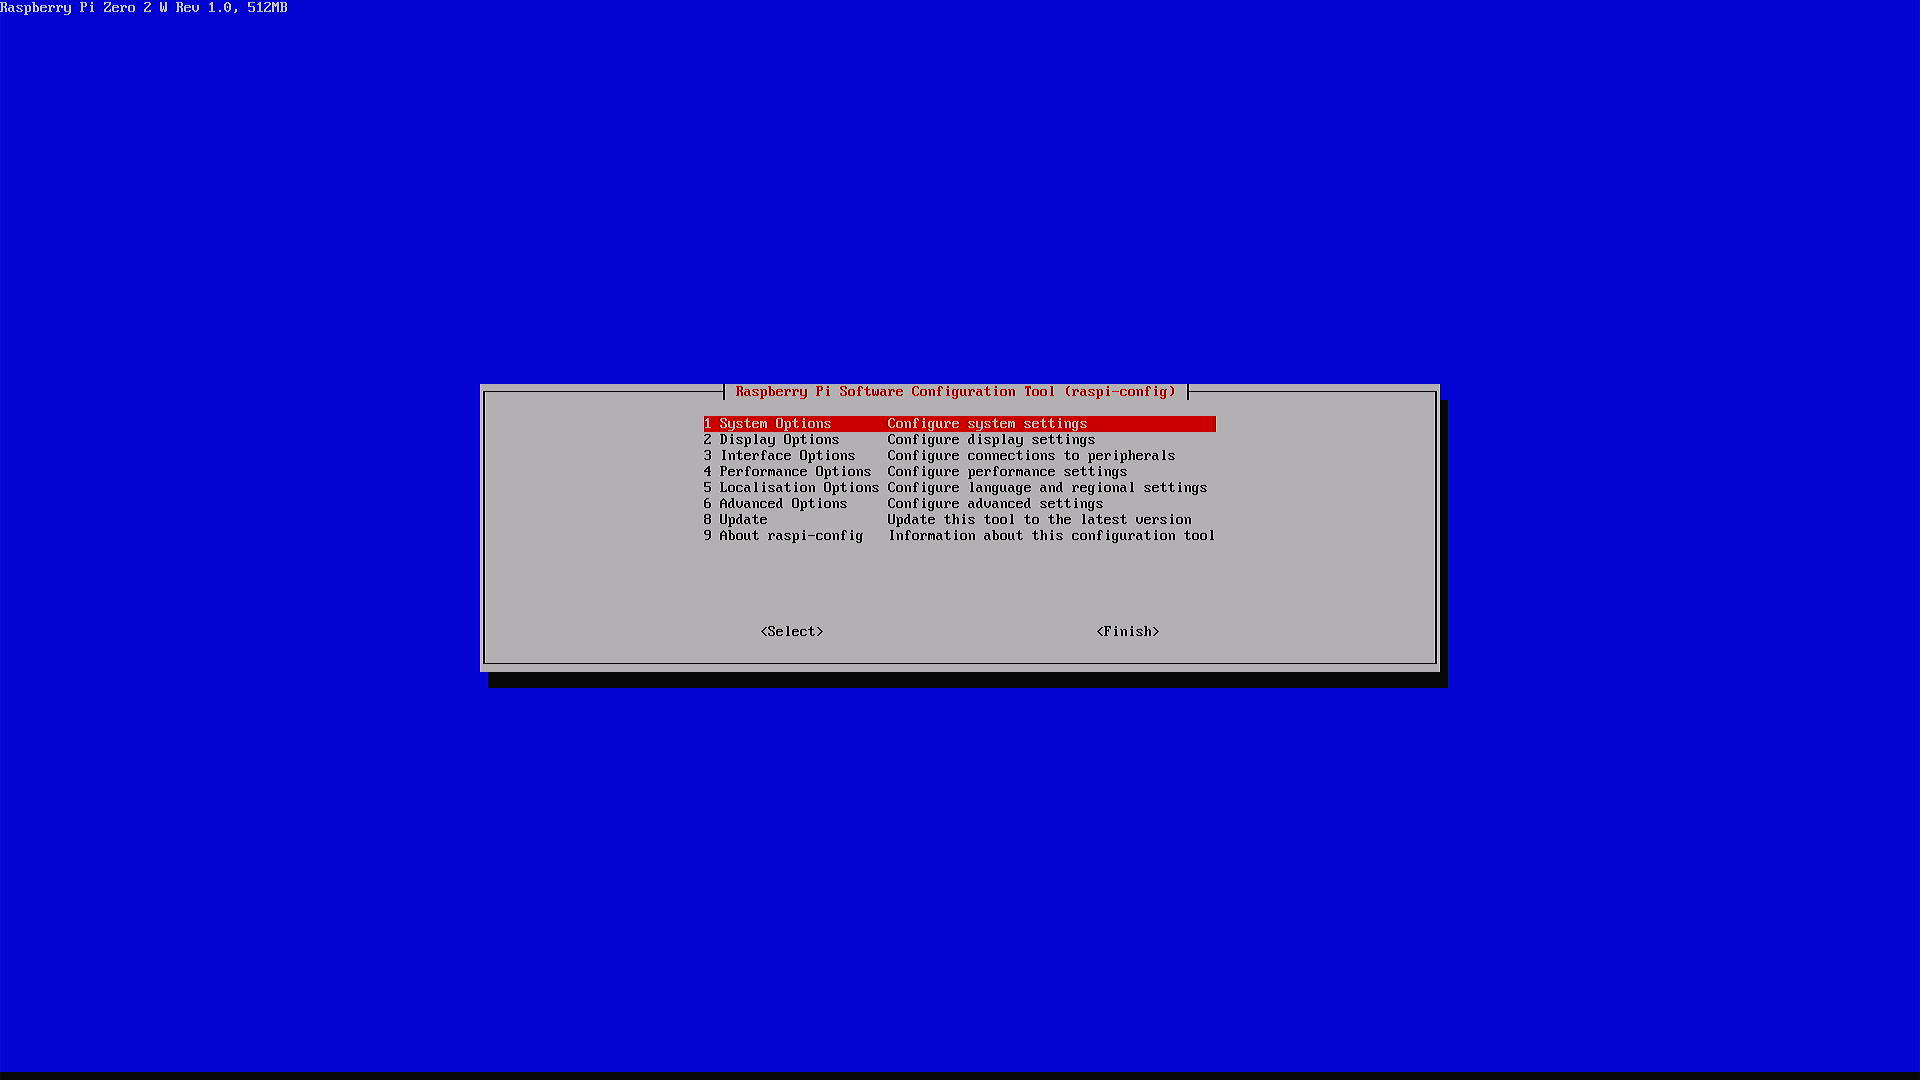 Raspberry Pi Zero 2 W Rev 1.0, 512MB
Raspberry Pi Software Configuration Tool (raspi-config)
1 System Options Configure system settings
2 Display Options Configure display settings
3 Interface Options Configure connections to peripherals
4 Performance Options Configure performance settings
5 Localisation Options Configure language and regional settings
6 Advanced Options Configure advanced settings
8 Update Update this tool to the latest version
9 About raspi-config Information about this configuration tool
<Select> <Finish>